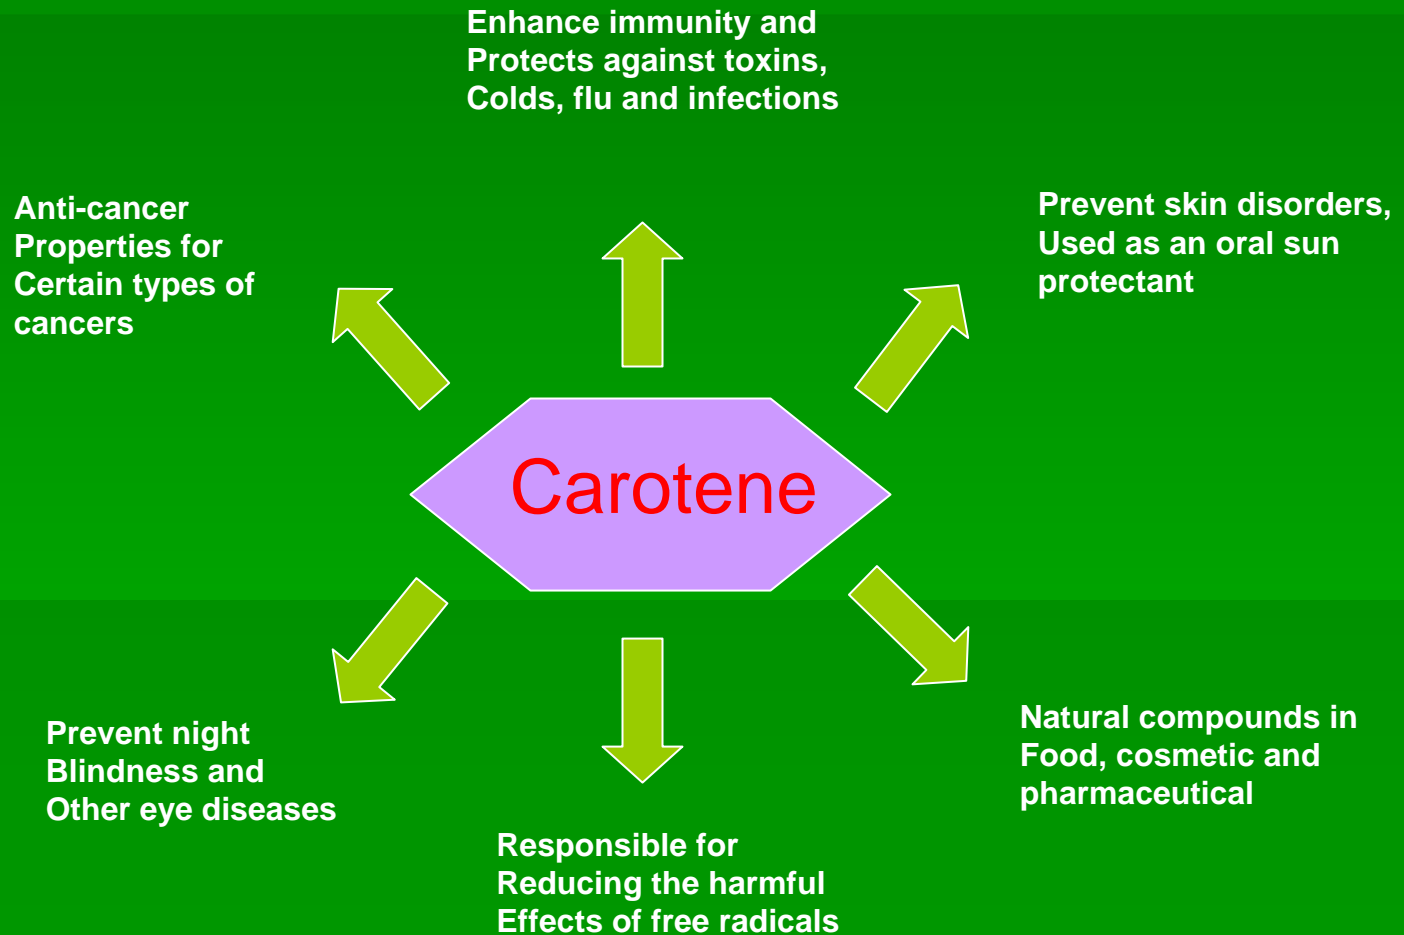 Enhance immunity and
Protects against toxins,
Colds, flu and infections
Anti-cancer
Properties for
Certain types of
cancers
Prevent skin disorders,
Used as an oral sun
protectant
Carotene
Prevent night
Blindness and
Other eye diseases
Natural compounds in
Food, cosmetic and
pharmaceutical
Responsible for
Reducing the harmful
Effects of free radicals